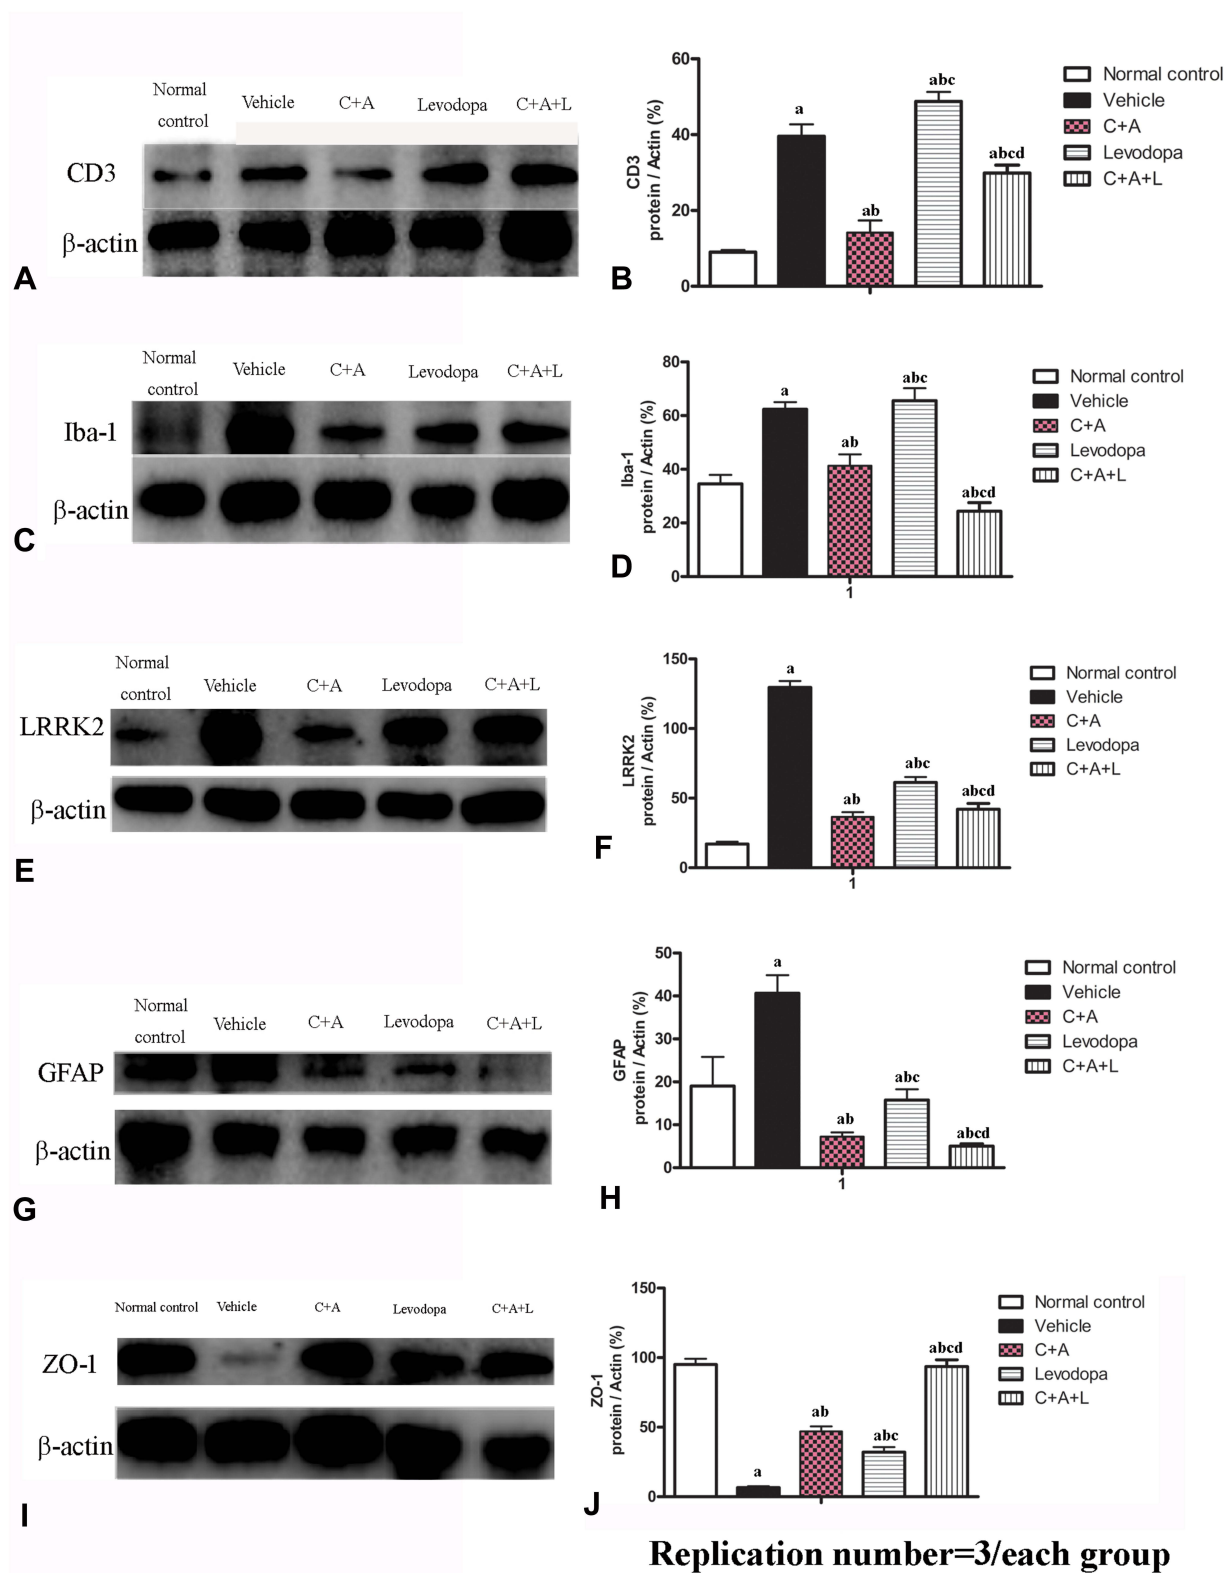 Normal
control
Vehicle
C+A
Levodopa
C+A+L
CD3
β-actin
A
60
40
20
0
CD3
protein / Actin (%)
a
ab
abc
abcd
Normal control
Vehicle
C+A
Levodopa
C+A+L
B
Normal
control
Vehicle
C+A
Levodopa
C+A+L
Iba-1
β-actin
C
80
60
40
20
0
Iba-1
protein / Actin (%)
a
ab
abc
abcd
1
Normal control
Vehicle
C+A
Levodopa
C+A+L
D
Normal
control
Vehicle
C+A
Levodopa
C+A+L
LRRK2
β-actin
E
150
100
50
0
LRRK2
protein / Actin (%)
a
ab
abc
abcd
1
Normal control
Vehicle
C+A
Levodopa
C+A+L
F
Normal
control
Vehicle
C+A
Levodopa
C+A+L
GFAP
β-actin
G
50
40
30
20
10
0
GFAP
protein / Actin (%)
a
ab
abc
abcd
1
Normal control
Vehicle
C+A
Levodopa
C+A+L
H
Normal control
Vehicle
C+A
Levodopa
C+A+L
ZO-1
β-actin
I
150
100
50
0
ZO-1
protein / Actin (%)
a
ab
abc
abcd
Normal control
Vehicle
C+A
Levodopa
C+A+L
J
Replication number=3/each group